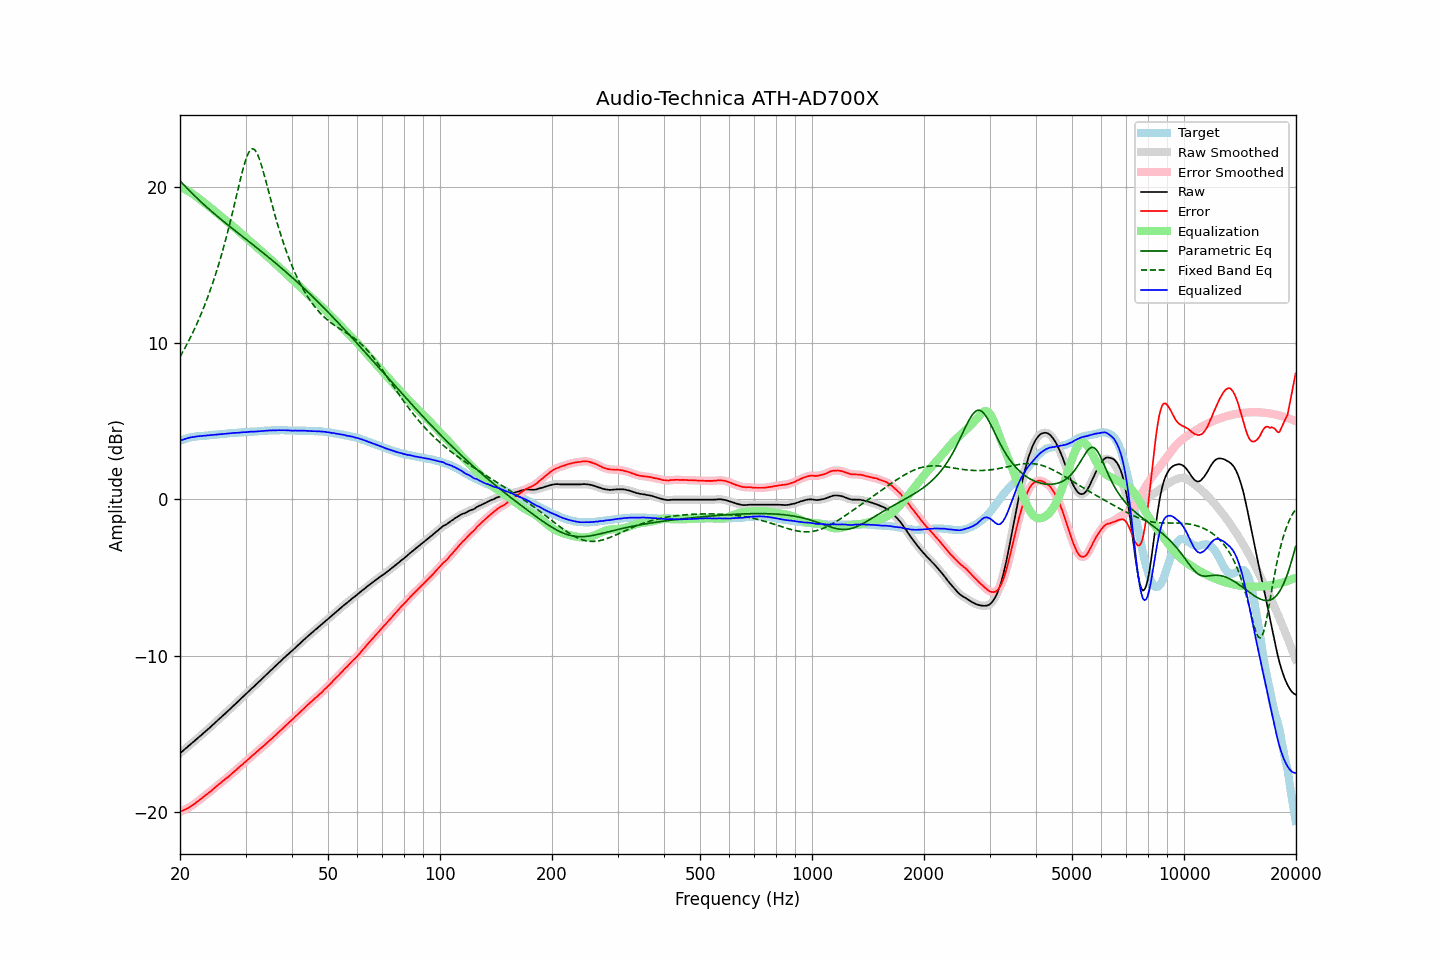 Audio-Technica ATH-AD700X
Target
Raw Smoothed
Error Smoothed
Raw
Error
Equalization
Parametric Eq
Fixed Band Eq
Equalized
Amplitude (dBr)
20
10
0
−10
−20
20
50
100
200
500
1000
2000
5000
10000
20000
Frequency (Hz)